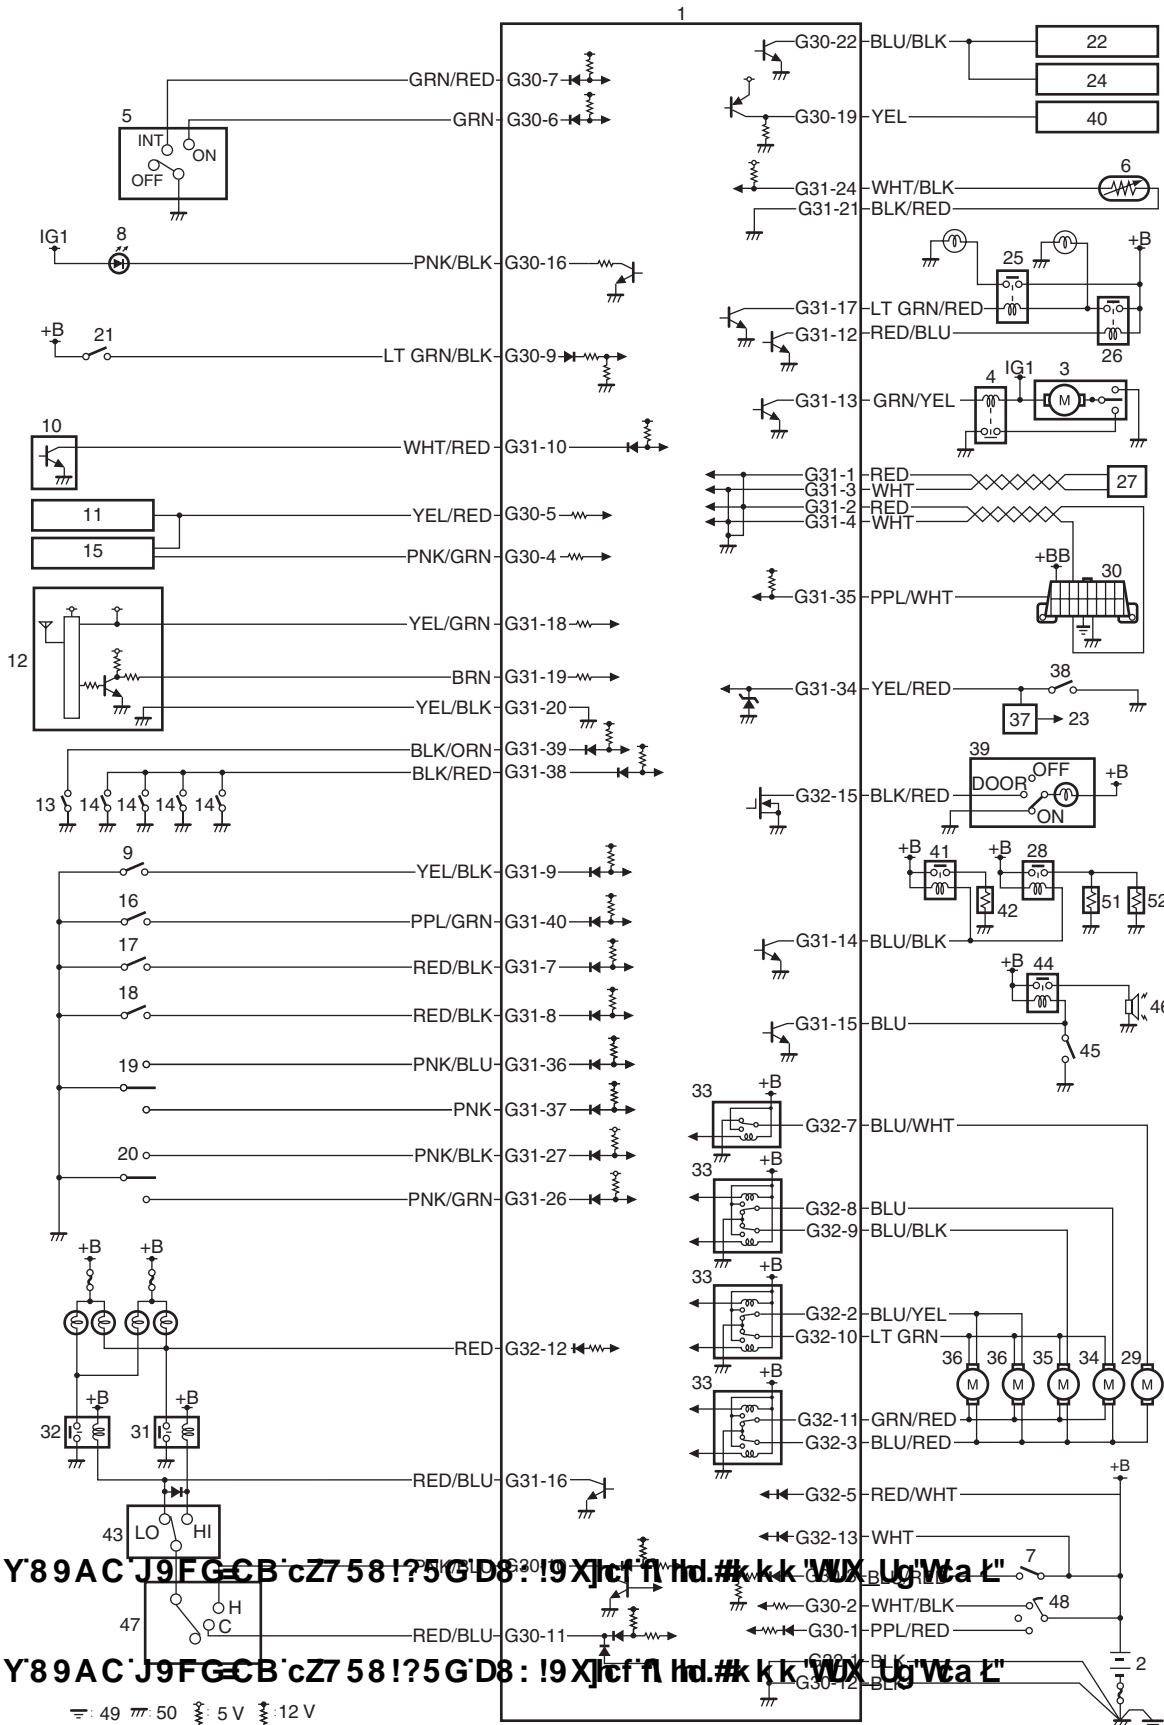 1
GRN/RED G30-7
GRN G30-6
5
INT
ON
OFF
IG1
8
PNK/BLK G30-16
+B
21
LT GRN/BLK G30-9
10
WHT/RED G31-10
11
YEL/RED G30-5
15
PNK/GRN G30-4
12
YEL/GRN G31-18
BRN G31-19
YEL/BLK G31-20
BLK/ORN G31-39
BLK/RED G31-38
13 14 14 14 14
9
YEL/BLK G31-9
16
PPL/GRN G31-40
17
RED/BLK G31-7
18
RED/BLK G31-8
19
PNK/BLU G31-36
PNK G31-37
20
PNK/BLK G31-27
PNK/GRN G31-26
+B +B
RED G32-12
+B +B
32 31
RED/BLU G31-16
43 LO HI
47 H
C
RED/BLU G30-11
: 49 : 50 : 5 V : 12 V
G30-22 BLU/BLK
22
24
G30-19 YEL
40
6
G31-24 WHT/BLK
G31-21 BLK/RED
25
+B
G31-17 LT GRN/RED
G31-12 RED/BLU
26
4 IG1 3
M
G31-13 GRN/YEL
G31-1 RED
G31-3 WHT
27
G31-2 RED
G31-4 WHT
+BB
30
G31-35 PPL/WHT
38
G31-34 YEL/RED
37 23
39
OFF
DOOR
ON
+B
G32-15 BLK/RED
+B 41 +B 28
42 51 52
G31-14 BLU/BLK
+B 44
46
G31-15 BLU
45
33 +B
G32-7 BLU/WHT
33 +B
G32-8 BLU
G32-9 BLU/BLK
33 +B
G32-2 BLU/YEL
G32-10 LT GRN
36 36 35 34 29
M M M M M
33 +B
G32-11 GRN/RED
G32-3 BLU/RED
+B
G32-5 RED/WHT
G32-13 WHT
7
G30-2 WHT/BLK
48
G30-1 PPL/RED
2